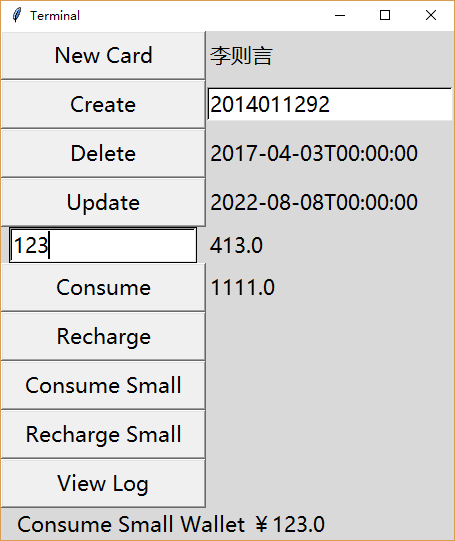 Terminal
New Card 李则言
Create 2014011292
Delete 2017-04-03T00:00:00
Update 2022-08-08T00:00:00
123 413.0
Consume 1111.0
Recharge
Consume Small
Recharge Small
View Log
Consume Small Wallet ¥123.0